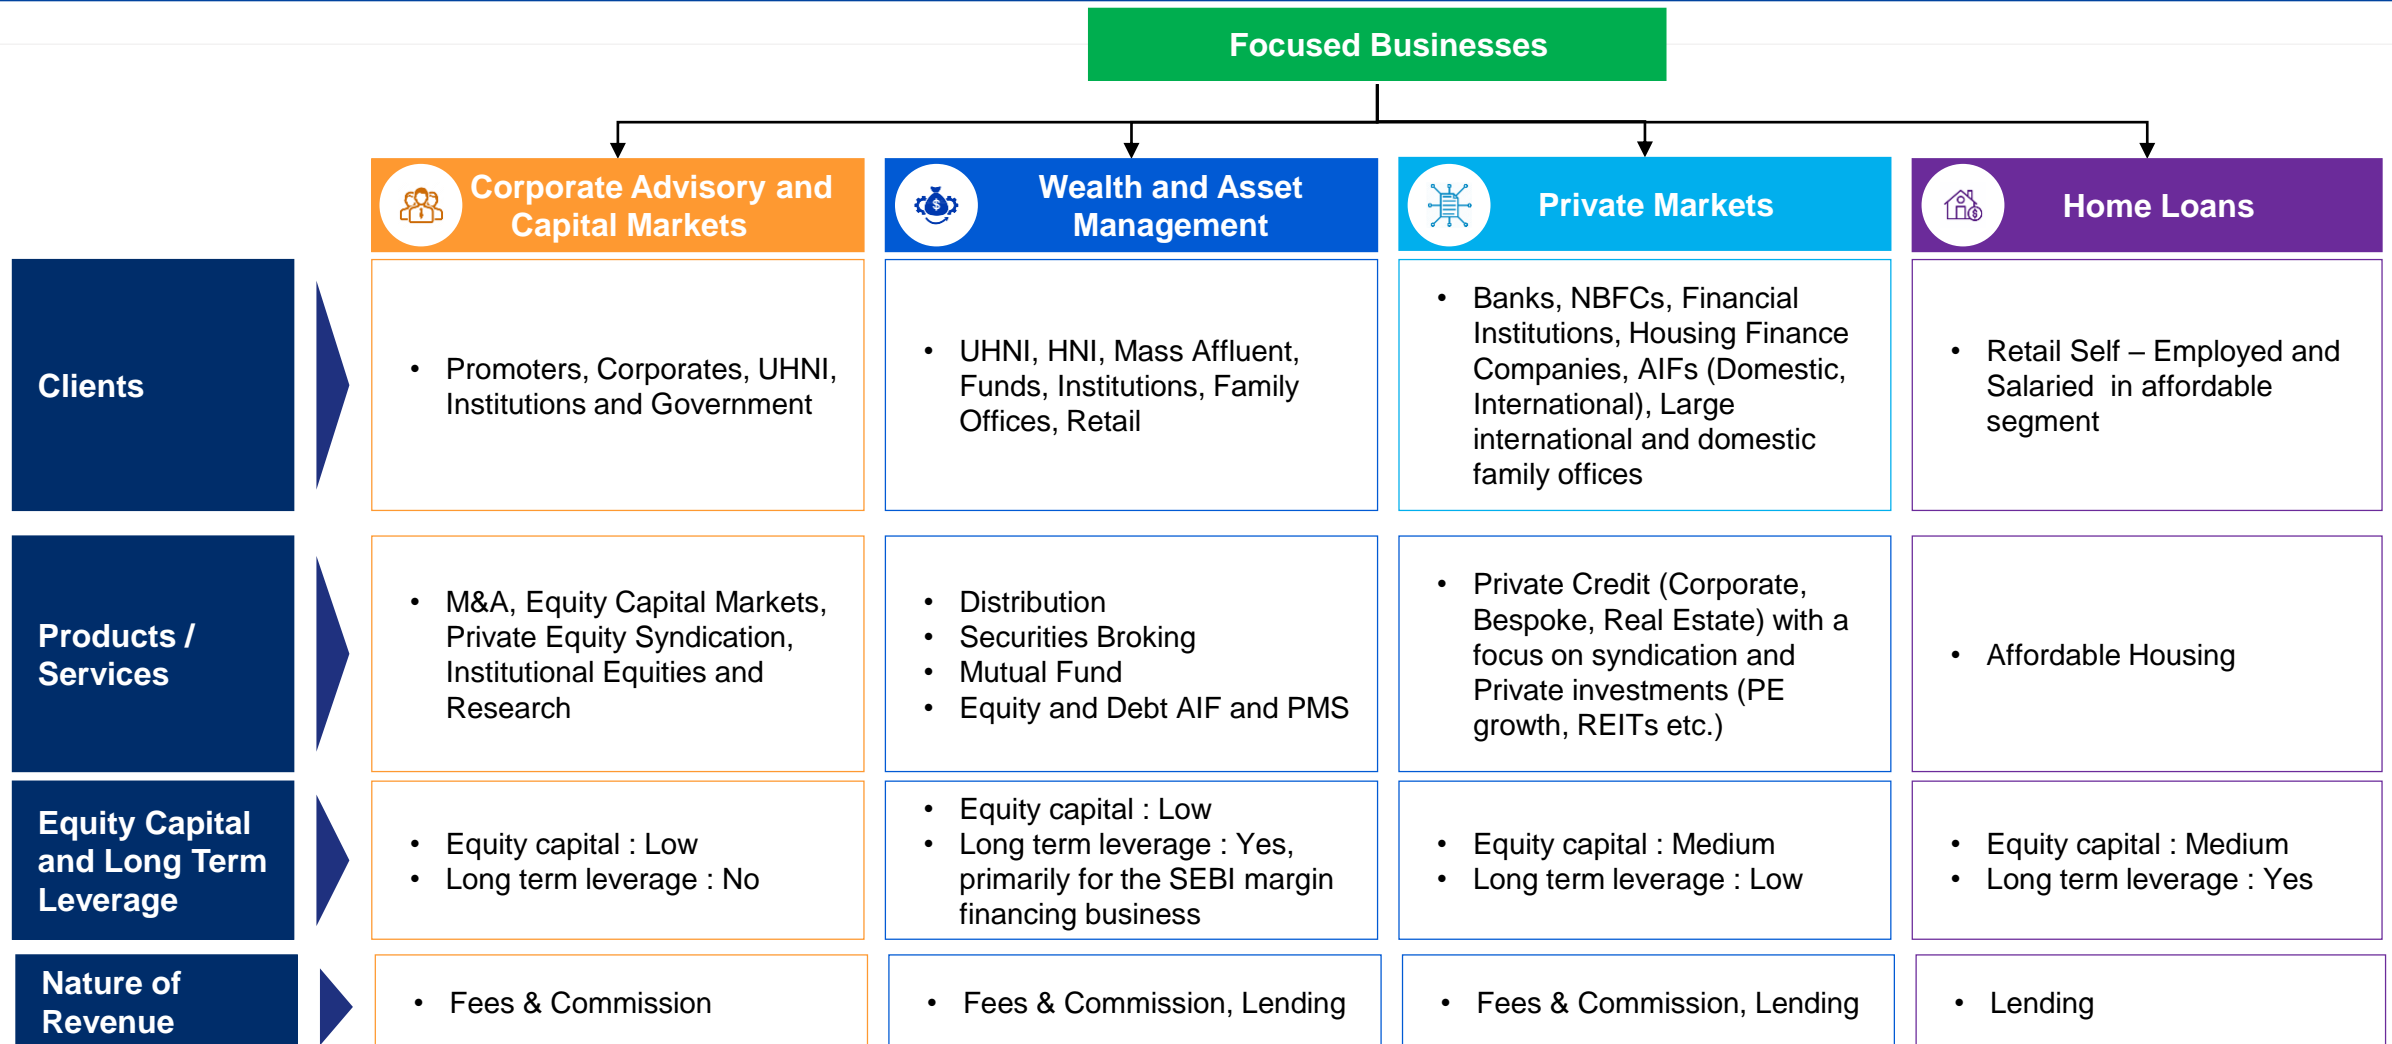 Focused Businesses
Corporate Advisory and
Capital Markets
Wealth and Asset
Management
Private Markets
Home Loans
Clients
• Promoters, Corporates, UHNI,
Institutions and Government
• UHNI, HNI, Mass Affluent,
Funds, Institutions, Family
Offices, Retail
• Banks, NBFCs, Financial
Institutions, Housing Finance
Companies, AIFs (Domestic,
International), Large
international and domestic
family offices
• Retail Self – Employed and
Salaried in affordable
segment
Products /
Services
• M&A, Equity Capital Markets,
Private Equity Syndication,
Institutional Equities and
Research
• Distribution
• Securities Broking
• Mutual Fund
• Equity and Debt AIF and PMS
• Private Credit (Corporate,
Bespoke, Real Estate) with a
focus on syndication and
Private investments (PE
growth, REITs etc.)
• Affordable Housing
Equity Capital
and Long Term
Leverage
• Equity capital : Low
• Long term leverage : No
• Equity capital : Low
• Long term leverage : Yes,
primarily for the SEBI margin
financing business
• Equity capital : Medium
• Long term leverage : Low
• Equity capital : Medium
• Long term leverage : Yes
Nature of
Revenue
• Fees & Commission
• Fees & Commission, Lending
• Fees & Commission, Lending
• Lending